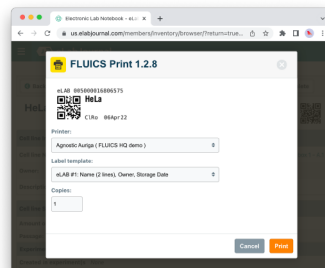 Electronic Lab Notebook - eLA
us.elabjournal.com/members/inventory/browser/?return=true...
FLUICS Print 1.2.8
eLAB 005000016806575
HeLa
ClRo 06Apr22
Printer:
Agnostic Auriga ( FLUICS HQ demo )
Label template:
eLAB #1: Name (2 lines), Owner, Storage Date
Copies:
1
Cancel
Print